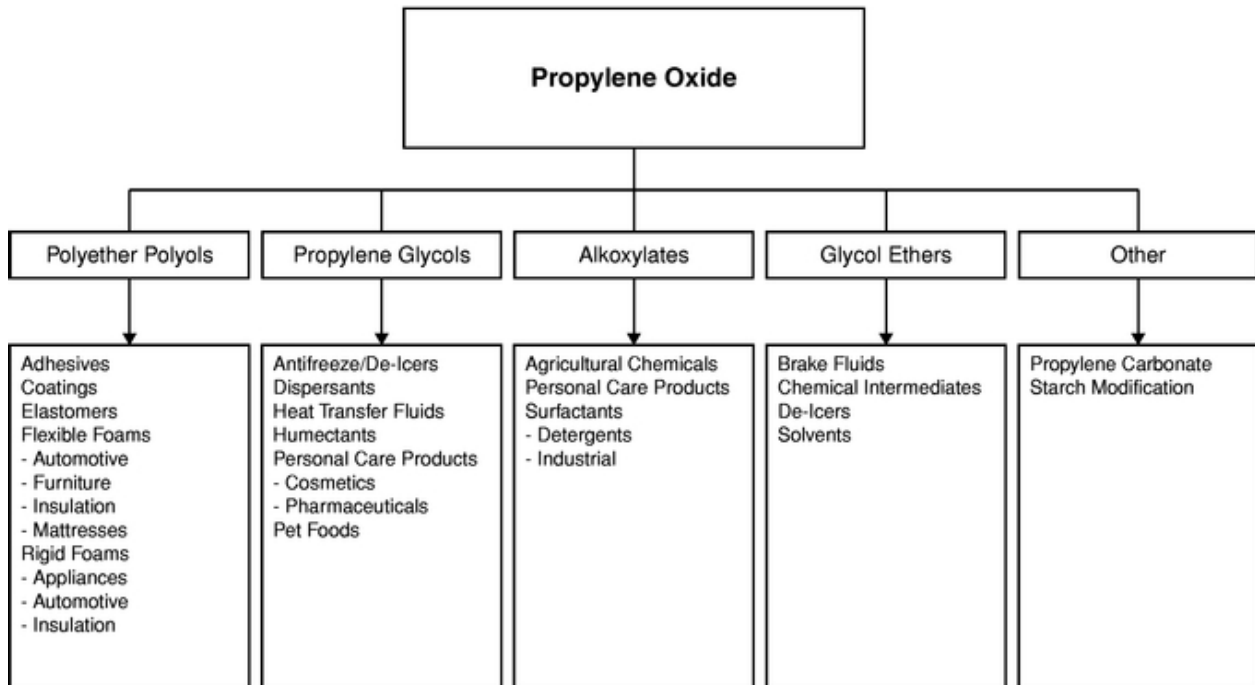 Propylene Oxide
Polyether Polyols
Propylene Glycols
Alkoxylates
Glycol Ethers
Other
Adhesives
Coatings
Elastomers
Flexible Foams
- Automotive
- Furniture
- Insulation
- Mattresses
Rigid Foams
- Appliances
- Automotive
- Insulation
Antifreeze/De-Icers
Dispersants
Heat Transfer Fluids
Humectants
Personal Care Products
- Cosmetics
- Pharmaceuticals
Pet Foods
Agricultural Chemicals
Personal Care Products
Surfactants
- Detergents
- Industrial
Brake Fluids
Chemical Intermediates
De-Icers
Solvents
Propylene Carbonate
Starch Modification